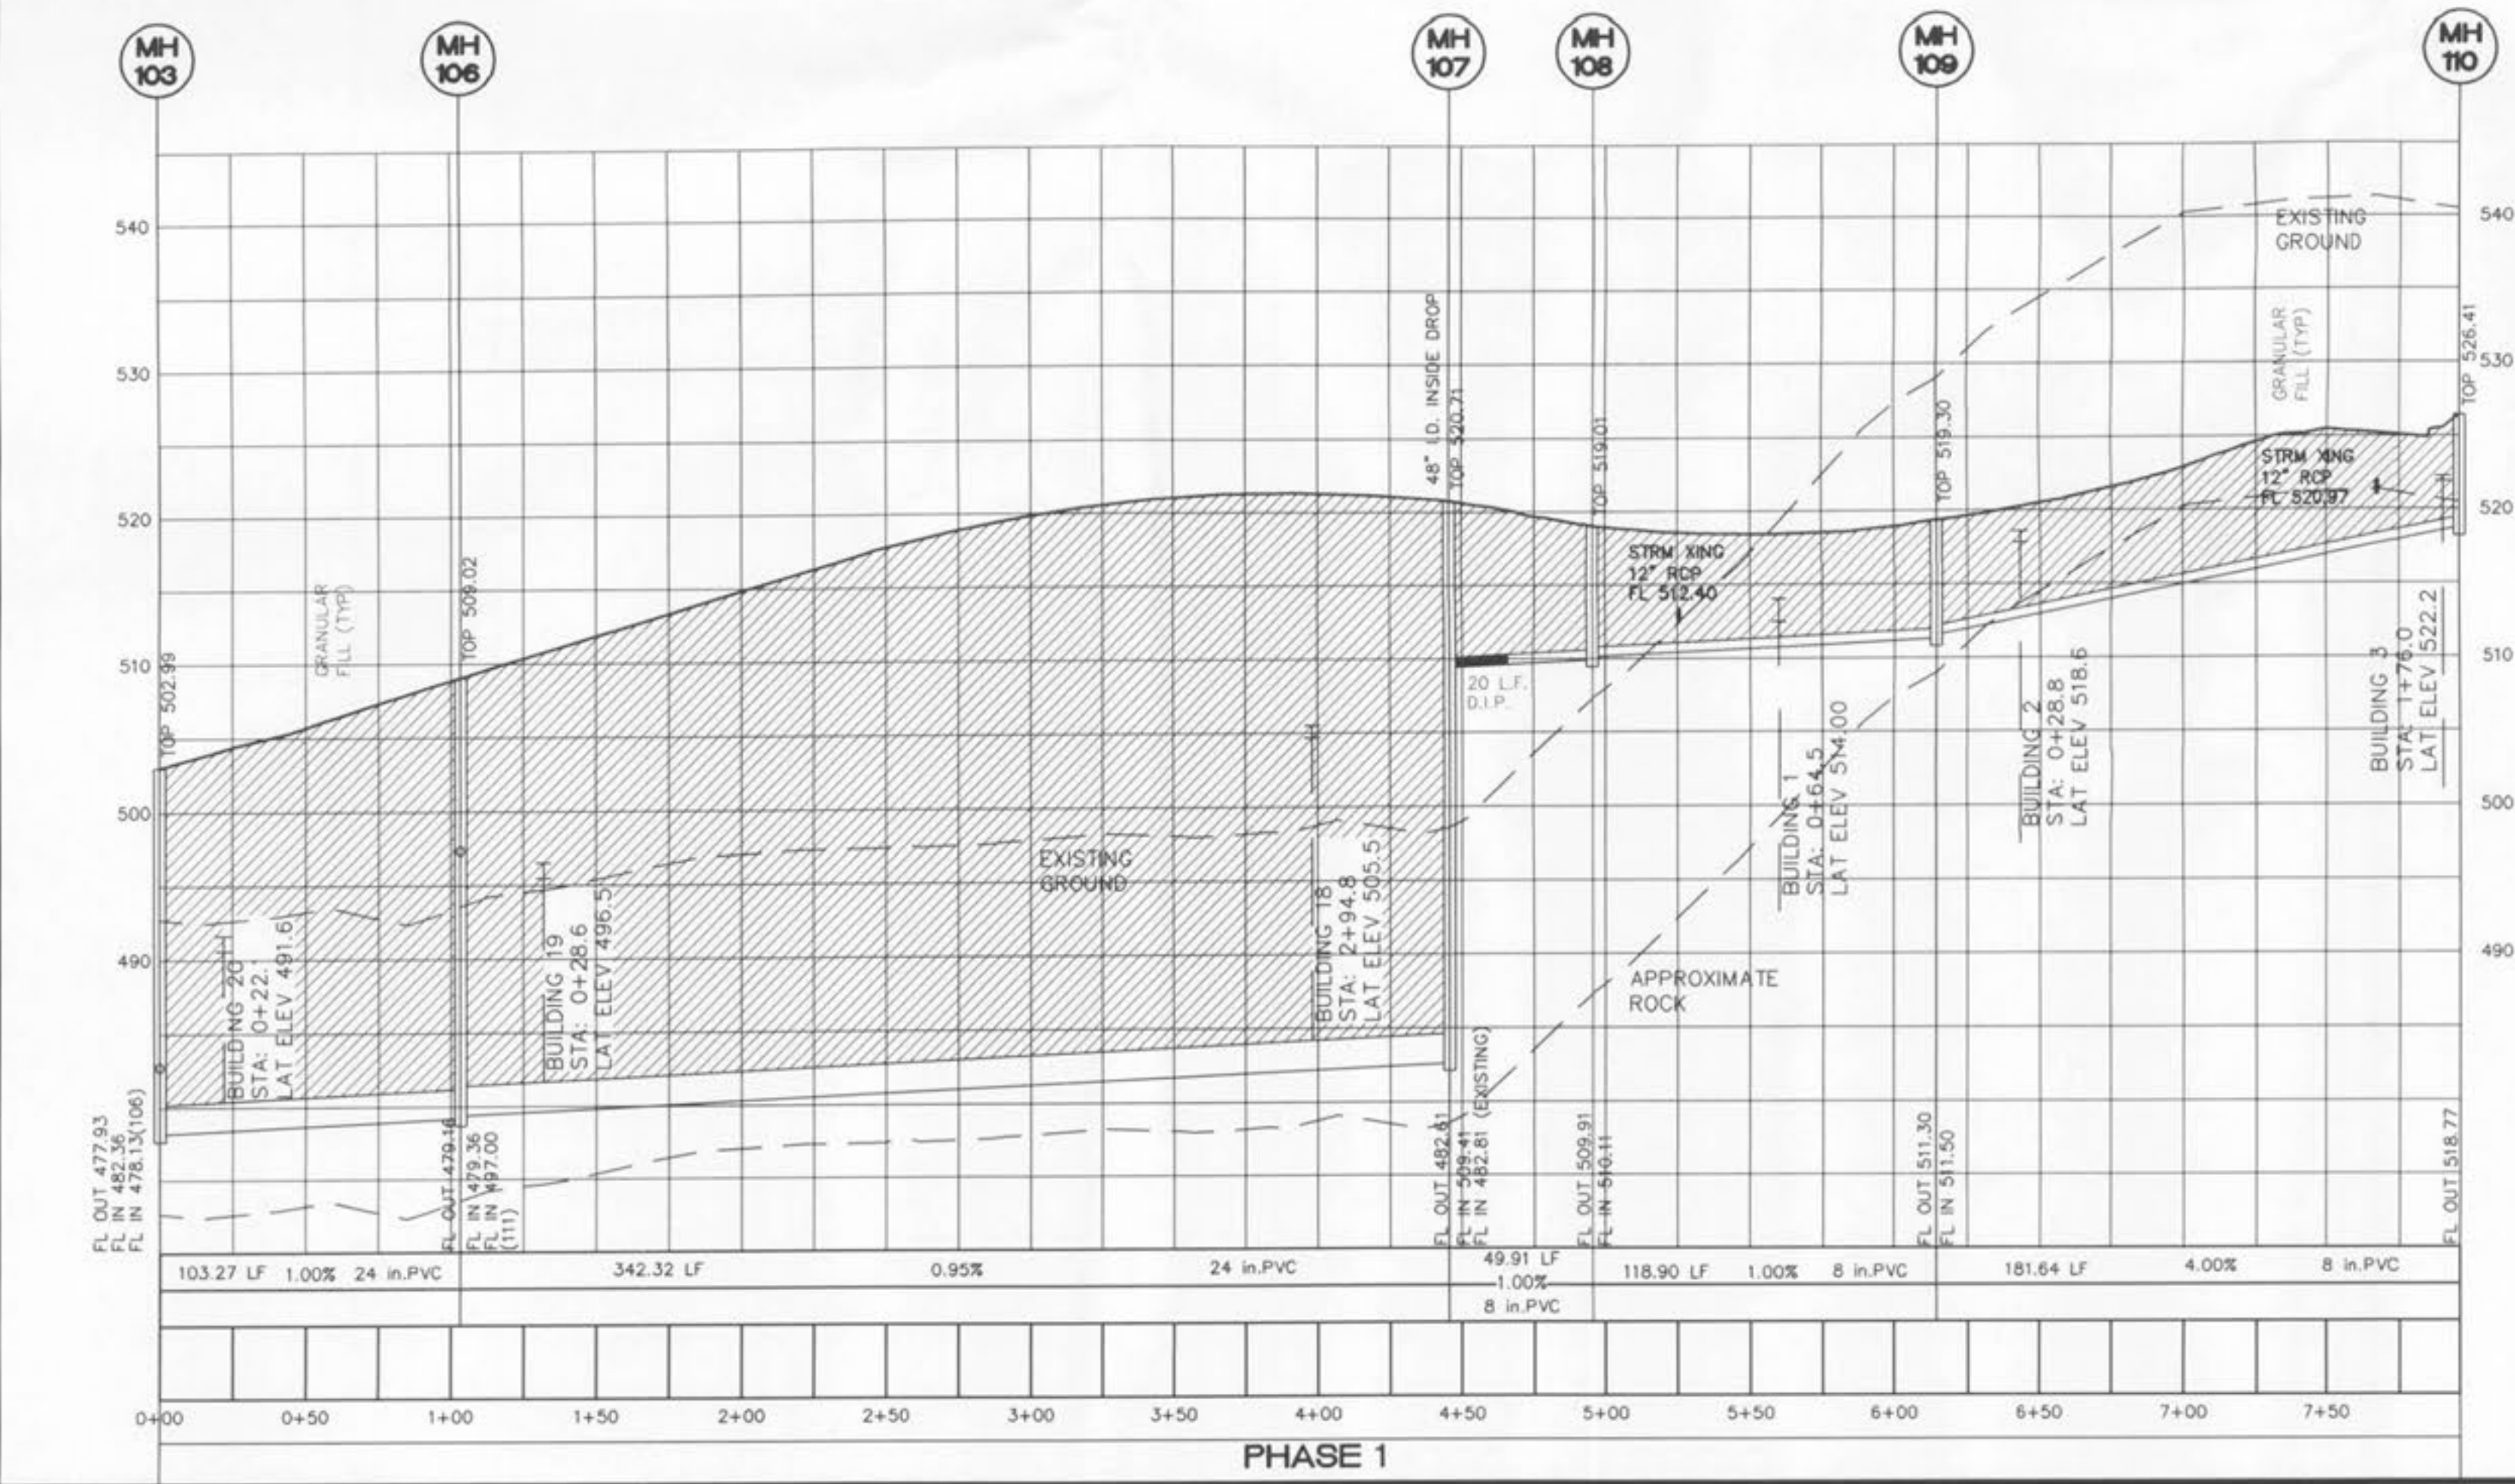 MH
103
MH
106
MH
107
MH
108
MH
109
MH
110
540
530
520
510
500
490
540
530
520
510
500
490
TOP 502.99
GRANULAR
FILL (TYP)
TOP 509.02
48" I.D. INSIDE DROP
TOP 520.71
TOP 519.01
TOP 519.30
TOP 526.41
EXISTING
GROUND
GRANULAR
FILL (TYP)
STRM XING
12" RCP
FL 520.97
STRM XING
12" RCP
FL 512.40
20 L.F.
D.I.P.
EXISTING
GROUND
APPROXIMATE
ROCK
BUILDING 20
STA: 0+22.
LAT ELEV 491.6
BUILDING 19
STA: 0+28.6
LAT ELEV 496.5
BUILDING 18
STA: 2+94.8
LAT ELEV 505.5
BUILDING 1
STA: 0+64.5
LAT ELEV 514.00
BUILDING 2
STA: 0+28.8
LAT ELEV 518.6
BUILDING 3
STA: 1+76.0
LAT ELEV 522.2
FL OUT 477.93
FL IN 482.36
FL IN 478.13(106)
FL OUT 479.16
FL IN 479.36
FL IN 497.00
(111)
FL OUT 482.61
FL IN 509.41
FL IN 482.81 (EXISTING)
FL OUT 509.91
FL IN 510.11
FL OUT 511.30
FL IN 511.50
FL OUT 518.77
103.27 LF 1.00% 24 in.PVC
342.32 LF 0.95% 24 in.PVC
49.91 LF
1.00%
8 in.PVC
118.90 LF 1.00% 8 in.PVC
181.64 LF 4.00% 8 in.PVC
0+00 0+50 1+00 1+50 2+00 2+50 3+00 3+50 4+00 4+50 5+00 5+50 6+00 6+50 7+00 7+50
PHASE 1